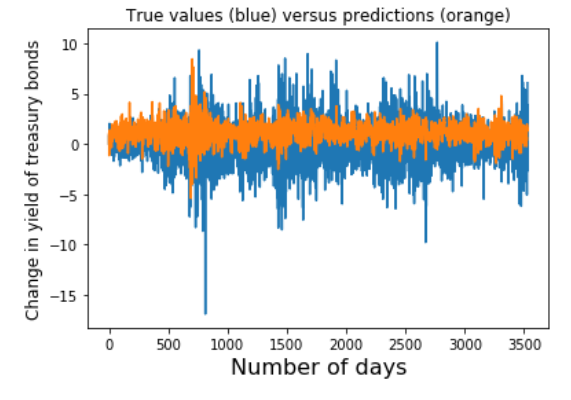 True values (blue) versus predictions (orange)
Change in yield of treasury bonds
10
5
0
−5
−10
−15
0 500 1000 1500 2000 2500 3000 3500
Number of days